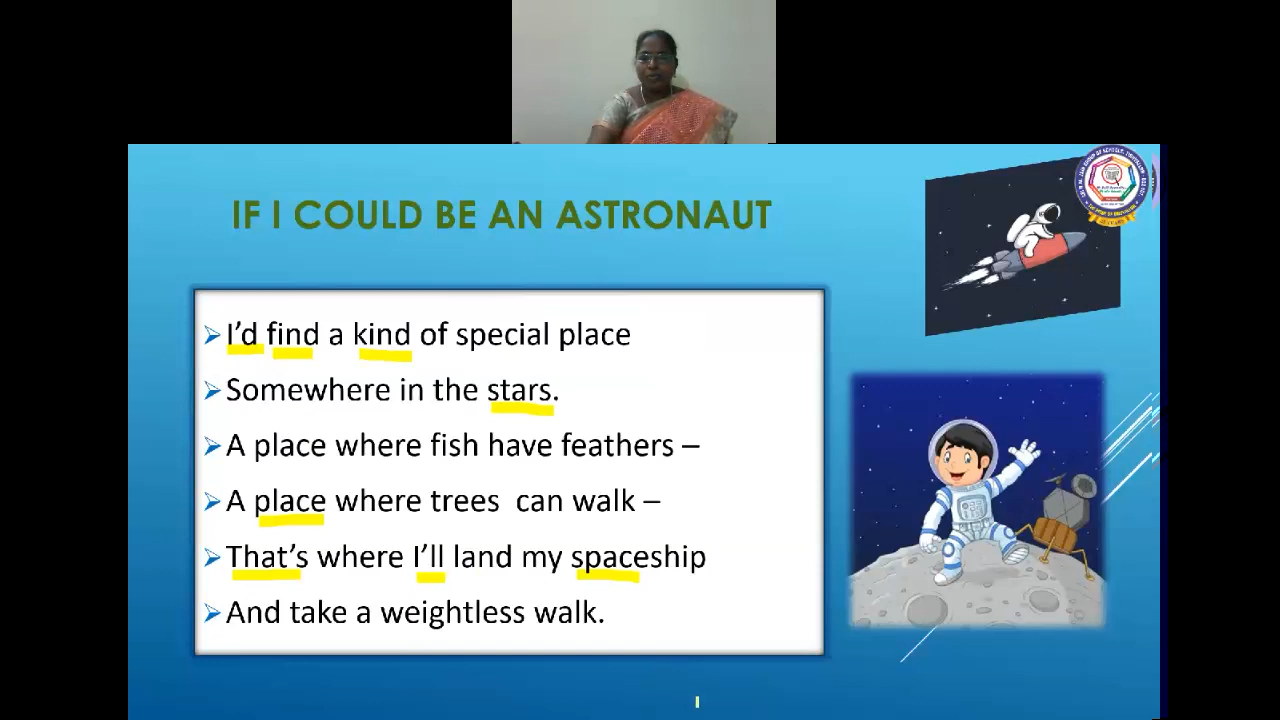 IF I COULD BE AN ASTRONAUT
I'd find a kind of special place
Somewhere in the stars.
A place where fish have feathers –
A place where trees can walk –
That's where I'll land my spaceship
And take a weightless walk.